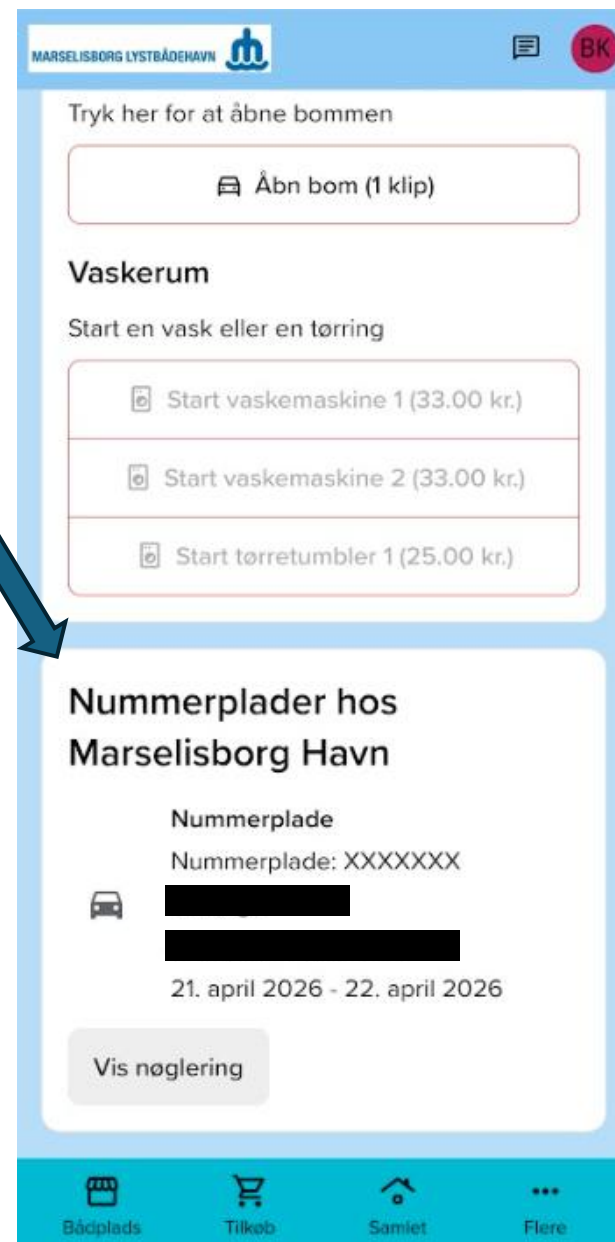 MARSELISBORG LYSTBÅDEHAVN
BK
Tryk her for at åbne bommen
Åbn bom (1 klip)
Vaskerum
Start en vask eller en tørring
Start vaskemaskine 1 (33.00 kr.)
Start vaskemaskine 2 (33.00 kr.)
Start tørretumbler 1 (25.00 kr.)
Nummerplader hos
Marselisborg Havn
Nummerplade
Nummerplade: XXXXXXX
21. april 2026 - 22. april 2026
Vis nøglering
Bådplads
Tilkøb
Samlet
Flere